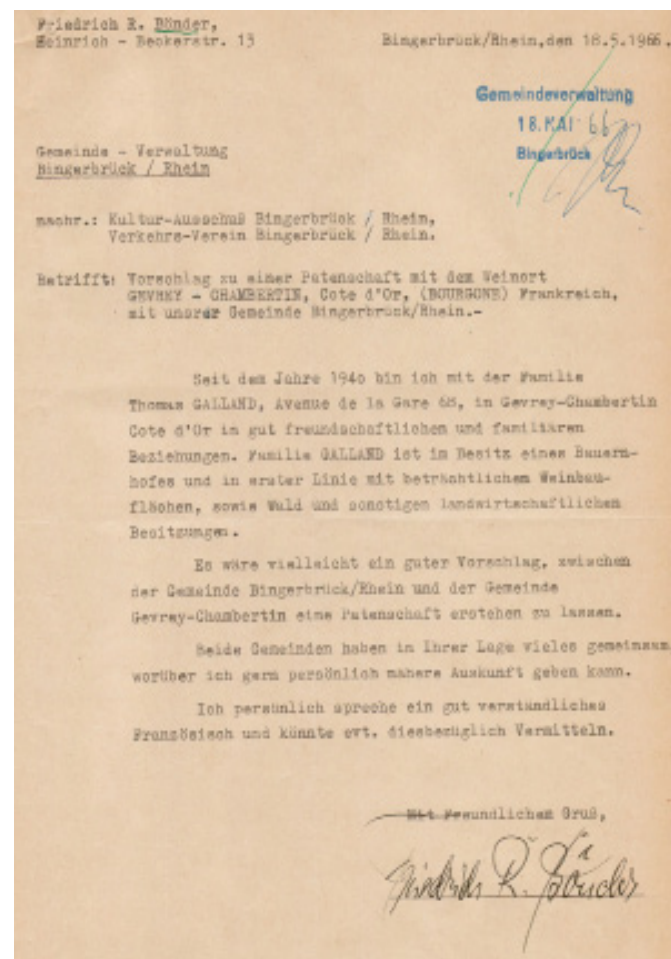 Friedrich R. Bönder,
Heinrich - Beckerstr. 13 Bingerbrück/Rhein,den 18.5.1966.
Gemeindeverwaltung
18. MAI 66
Bingerbrück
Gemeinde - Verwaltung
Bingerbrück / Rhein
nachr.: Kultur-Ausschuß Bingerbrück / Rhein,
Verkehrs-Verein Bingerbrück / Rhein.
Betrifft: Vorschlag zu einer Patenschaft mit dem Weinort
GEVREY - CHAMBERTIN, Cote d'Or, (BOURGONE) Frankreich,
mit unsrer Gemeinde Bingerbrück/Rhein.-
Seit dem Jahre 1940 bin ich mit der Familie
Thomas GALLAND, Avenue de la Gare 68, in Gevrey-Chambertin
Cote d'Or in gut freundschaftlichen und familiären
Beziehungen. Familie GALLAND ist im Besitz eines Bauern-
hofes und in erster Linie mit beträchtlichem Weinbau-
flächen, sowie Wald und sonstigen landwirtschaftlichen
Besitzungen.
Es wäre vielleicht ein guter Vorschlag, zwischen
der Gemeinde Bingerbrück/Rhein und der Gemeinde
Gevrey-Chambertin eine Patenschaft erstehen zu lassen.
Beide Gemeinden haben in Ihrer Lage vieles gemeinsam
worüber ich gern persönlich nähere Auskunft geben kann.
Ich persönlich spreche ein gut verständliches
Französisch und könnte evt. diesbezüglich Vermitteln.
Mit Freundlichem Gruß,
Friedrich R. Bönder